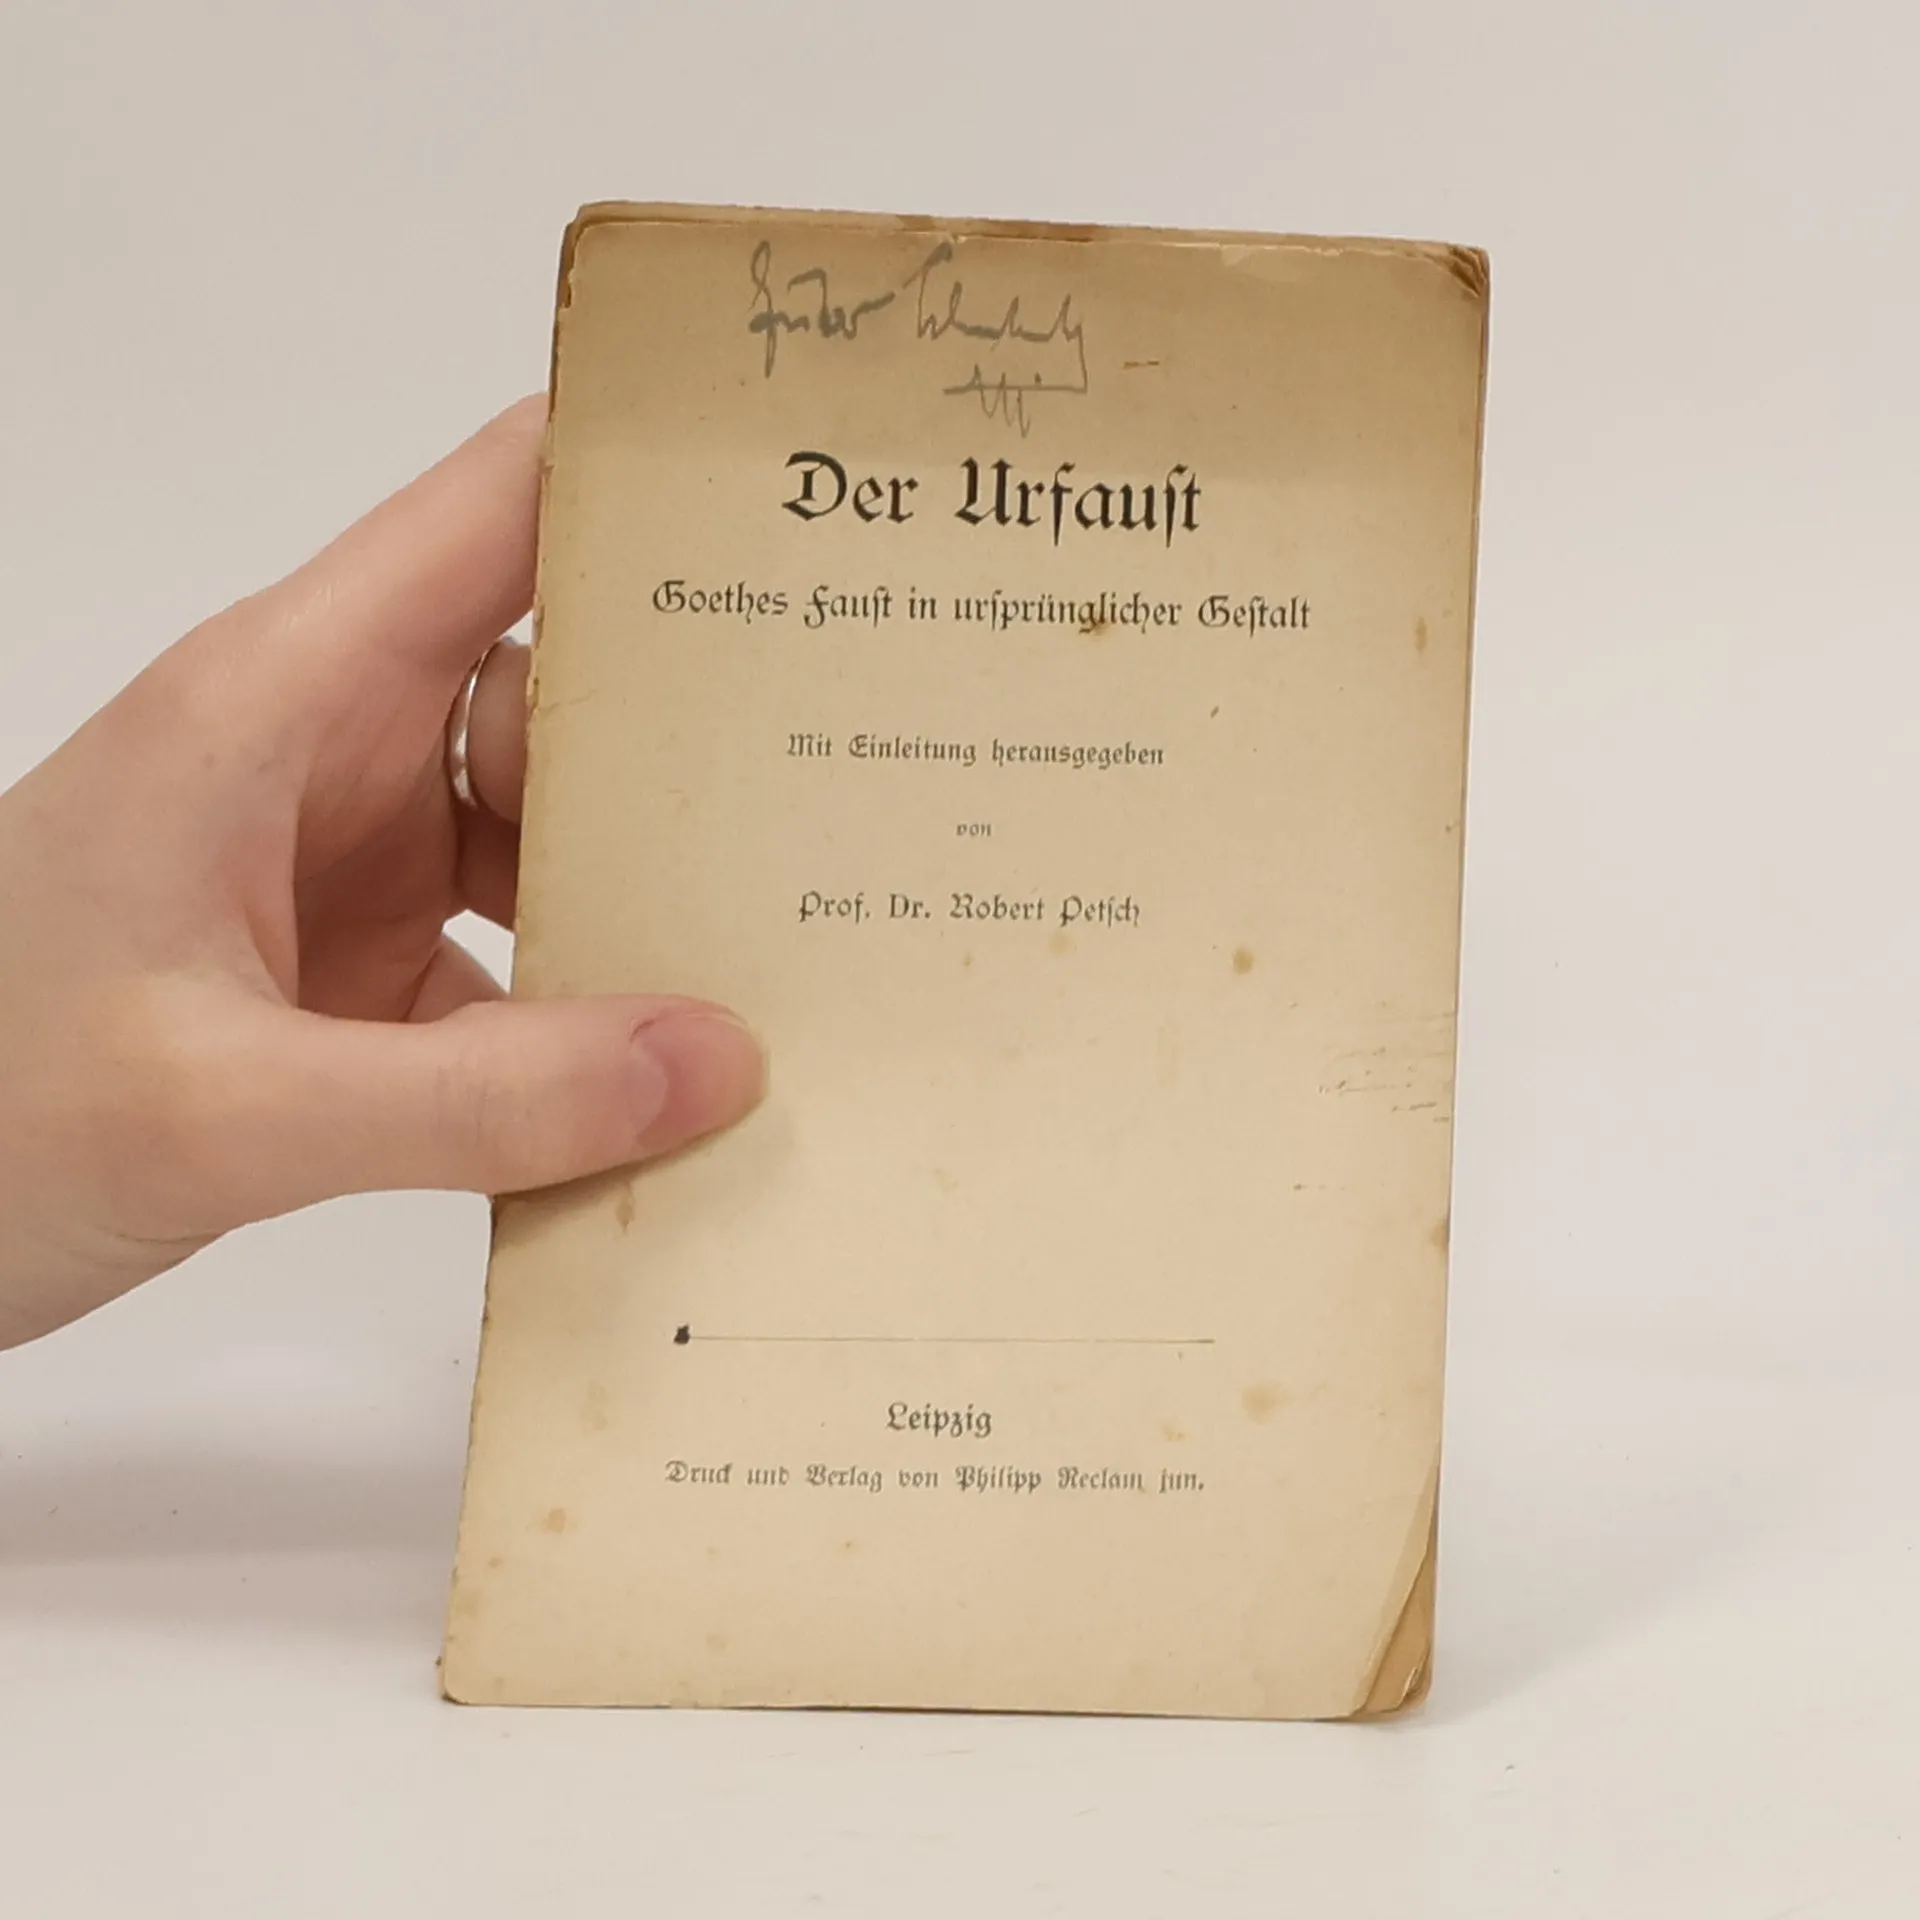 Der Urfauſt
Goethes Fauſt in urſprünglicher Geſtalt
Mit Einleitung herausgegeben
von
Prof. Dr. Robert Petſch
Leipzig
Druck und Verlag von Philipp Reclam jun.